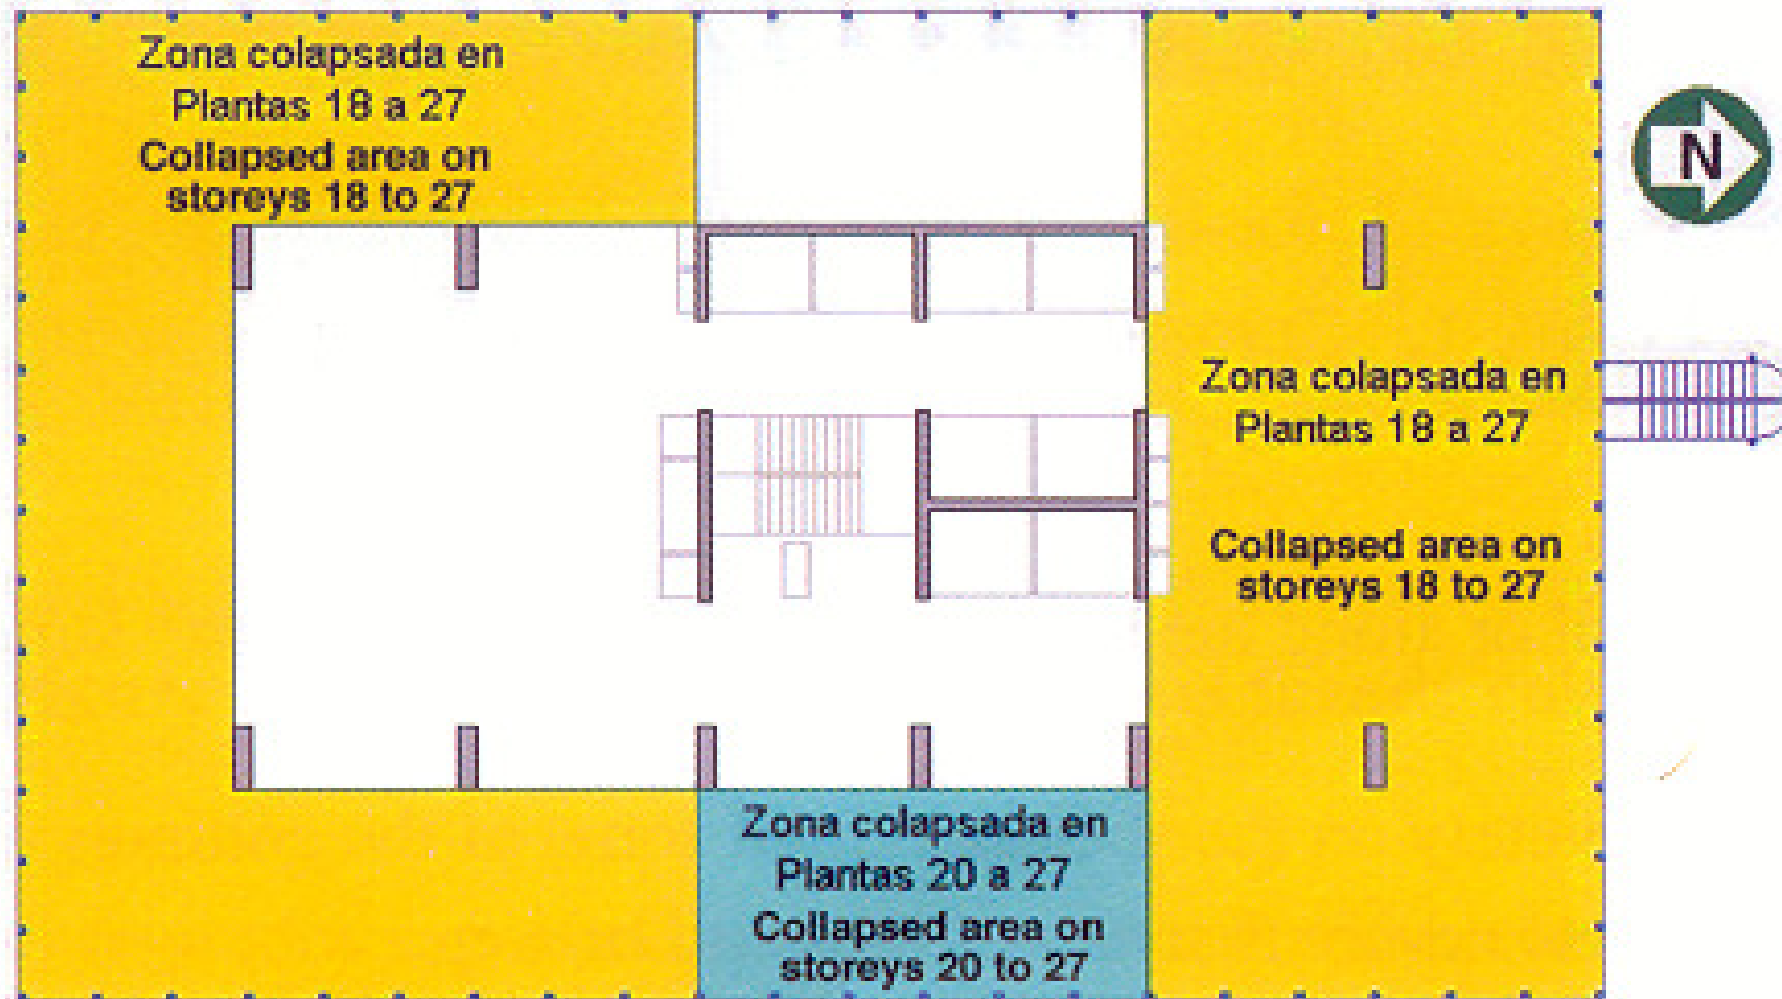 Zona colapsada en
Plantas 18 a 27
Collapsed area on
storeys 18 to 27
N
Zona colapsada en
Plantas 18 a 27
Collapsed area on
storeys 18 to 27
Zona colapsada en
Plantas 20 a 27
Collapsed area on
storeys 20 to 27